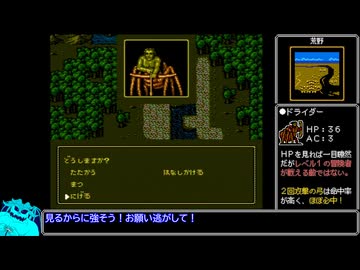 荒野
どうしますか?
たたかう
はなしかける
まつ
にげる
●ドライダー
HP:36
AC:3
HPを見れば一目瞭然
だがレベル1の冒険者
が敵える敵ではない。
2回攻撃の弓は命中率
が高く、ほぼ必中!
見るからに強そう!お願い逃がして!